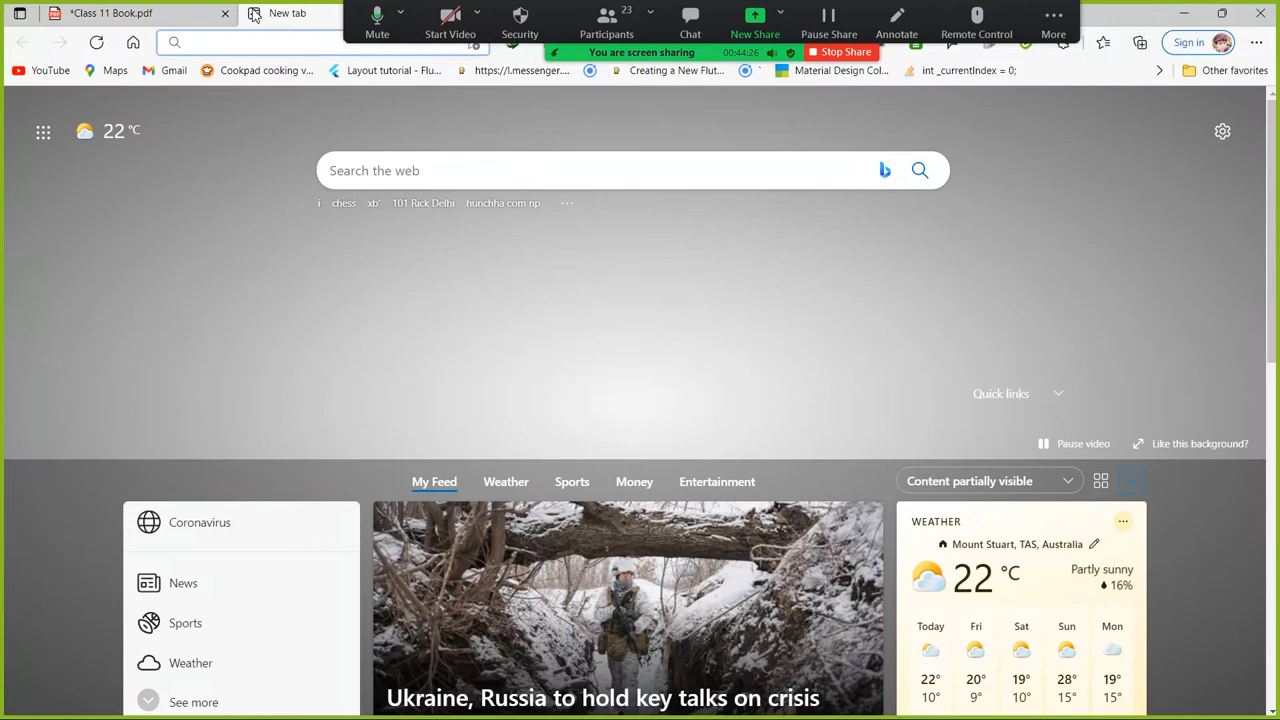 *Class 11 Book.pdf
New tab
Mute
Start Video
Security
23
Participants
Chat
New Share
Pause Share
Annotate
Remote Control
More
You are screen sharing
00:44:26
Stop Share
Sign in
YouTube
Maps
Gmail
Cookpad cooking v...
Layout tutorial - Flu...
https://l.messenger...
Creating a New Flut...
Material Design Col...
int _currentIndex = 0;
Other favorites
22 °C
Search the web
i
chess
xb'
101 Rick Delhi
hunchha com np
...
Quick links
Pause video
Like this background?
My Feed
Weather
Sports
Money
Entertainment
Content partially visible
Coronavirus
News
Sports
Weather
See more
Ukraine, Russia to hold key talks on crisis
WEATHER
Mount Stuart, TAS, Australia
22 °C
Partly sunny
16%
Today
Fri
Sat
Sun
Mon
22° 20° 19° 28° 19°
10° 9° 10° 15° 15°